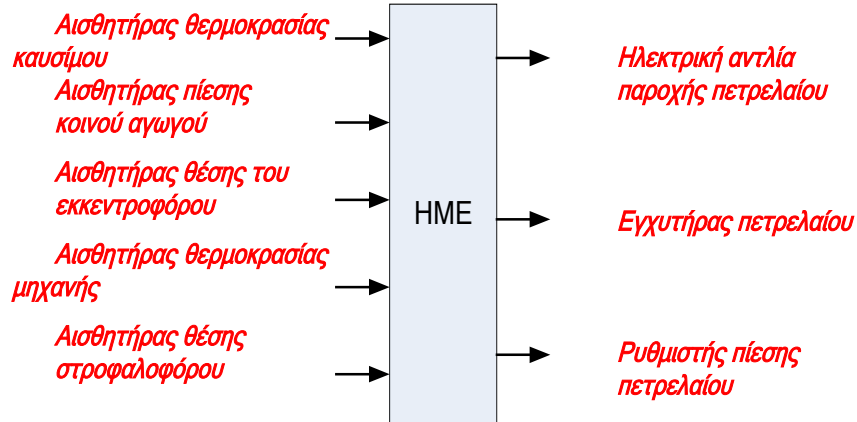 Αισθητήρας θερμοκρασίας
καυσίμου
Αισθητήρας πίεσης
κοινού αγωγού
Αισθητήρας θέσης του
εκκεντροφόρου
Αισθητήρας θερμοκρασίας
μηχανής
Αισθητήρας θέσης
στροφαλοφόρου
ΗΜΕ
Ηλεκτρική αντλία
παροχής πετρελαίου
Εγχυτήρας πετρελαίου
Ρυθμιστής πίεσης
πετρελαίου